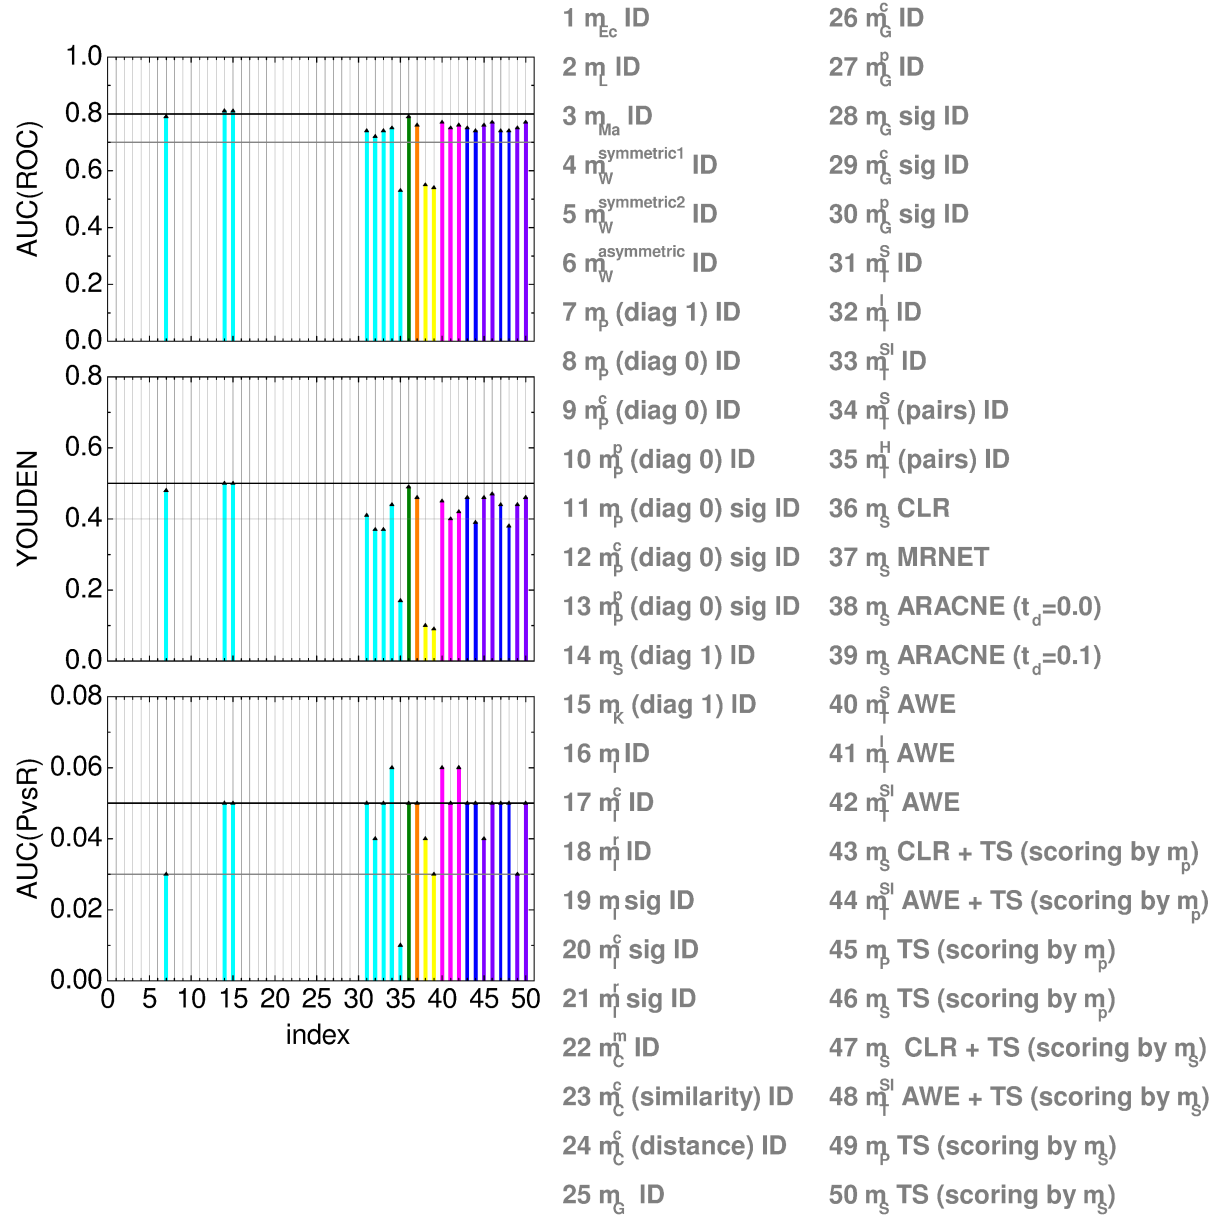 1.0
0.8
0.6
0.4
0.2
0.0
AUC(ROC)
0.8
0.6
0.4
0.2
0.0
YOUDEN
0.08
0.06
0.04
0.02
0.00
AUC(PvsR)
0 5 10 15 20 25 30 35 40 45 50
index
1 m_Ec ID
2 m_L ID
3 m_Ma ID
4 m_W^symmetric1 ID
5 m_W^symmetric2 ID
6 m_W^asymmetric ID
7 m_P (diag 1) ID
8 m_P (diag 0) ID
9 m_P^c (diag 0) ID
10 m_P^p (diag 0) ID
11 m_P (diag 0) sig ID
12 m_P^c (diag 0) sig ID
13 m_P^p (diag 0) sig ID
14 m_S (diag 1) ID
15 m_K (diag 1) ID
16 m_I ID
17 m_I^c ID
18 m_I^r ID
19 m_I sig ID
20 m_I^c sig ID
21 m_I^r sig ID
22 m_C^m ID
23 m_C^c (similarity) ID
24 m_C^c (distance) ID
25 m_G ID
26 m_G^c ID
27 m_G^p ID
28 m_G sig ID
29 m_G^c sig ID
30 m_G^p sig ID
31 m_T^S ID
32 m_T^I ID
33 m_T^SI ID
34 m_T^S (pairs) ID
35 m_T^H (pairs) ID
36 m_S CLR
37 m_S MRNET
38 m_S ARACNE (t_d=0.0)
39 m_S ARACNE (t_d=0.1)
40 m_T^S AWE
41 m_T^I AWE
42 m_T^SI AWE
43 m_S CLR + TS (scoring by m_p)
44 m_T^SI AWE + TS (scoring by m_p)
45 m_P TS (scoring by m_p)
46 m_S TS (scoring by m_p)
47 m_S CLR + TS (scoring by m_S)
48 m_T^SI AWE + TS (scoring by m_S)
49 m_P TS (scoring by m_S)
50 m_S TS (scoring by m_S)